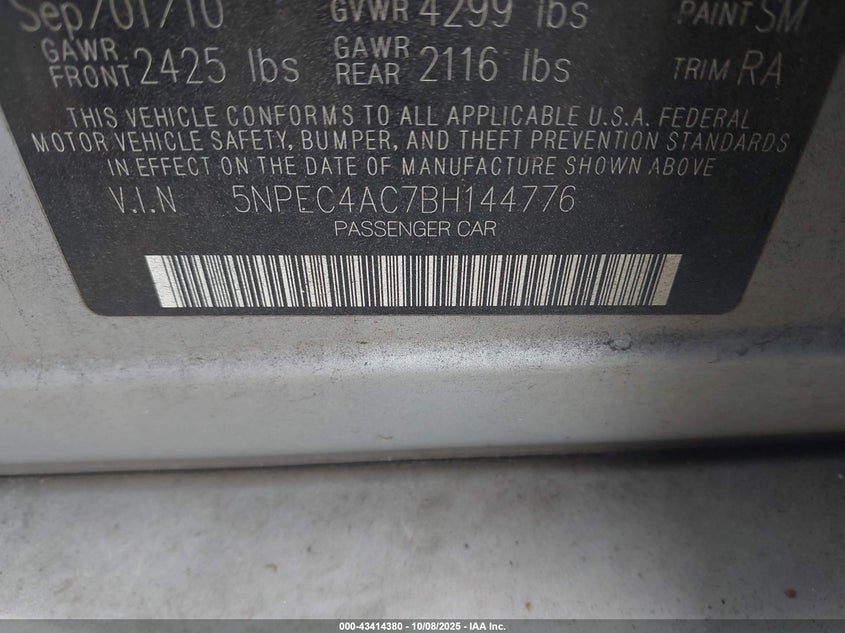 Sep/01/10 GVWR 4299 lbs PAINT SM
GAWR FRONT 2425 lbs GAWR REAR 2116 lbs TRIM RA
THIS VEHICLE CONFORMS TO ALL APPLICABLE U.S.A. FEDERAL
MOTOR VEHICLE SAFETY, BUMPER, AND THEFT PREVENTION STANDARDS
IN EFFECT ON THE DATE OF MANUFACTURE SHOWN ABOVE
V.I.N 5NPEC4AC7BH144776
PASSENGER CAR
000-43414380 - 10/08/2025 - IAA Inc.